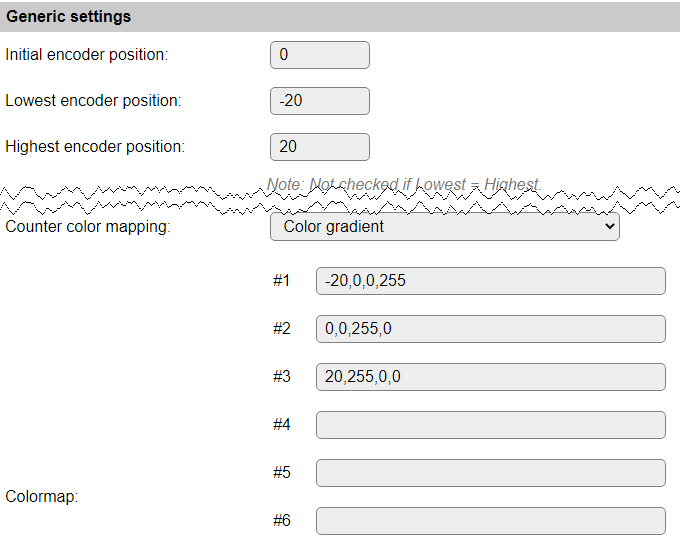 Generic settings
Initial encoder position: 0
Lowest encoder position: -20
Highest encoder position: 20
Note: Not checked if Lowest = Highest.
Counter color mapping: Color gradient
#1 -20,0,0,255
#2 0,0,255,0
#3 20,255,0,0
#4
#5
Colormap:
#6